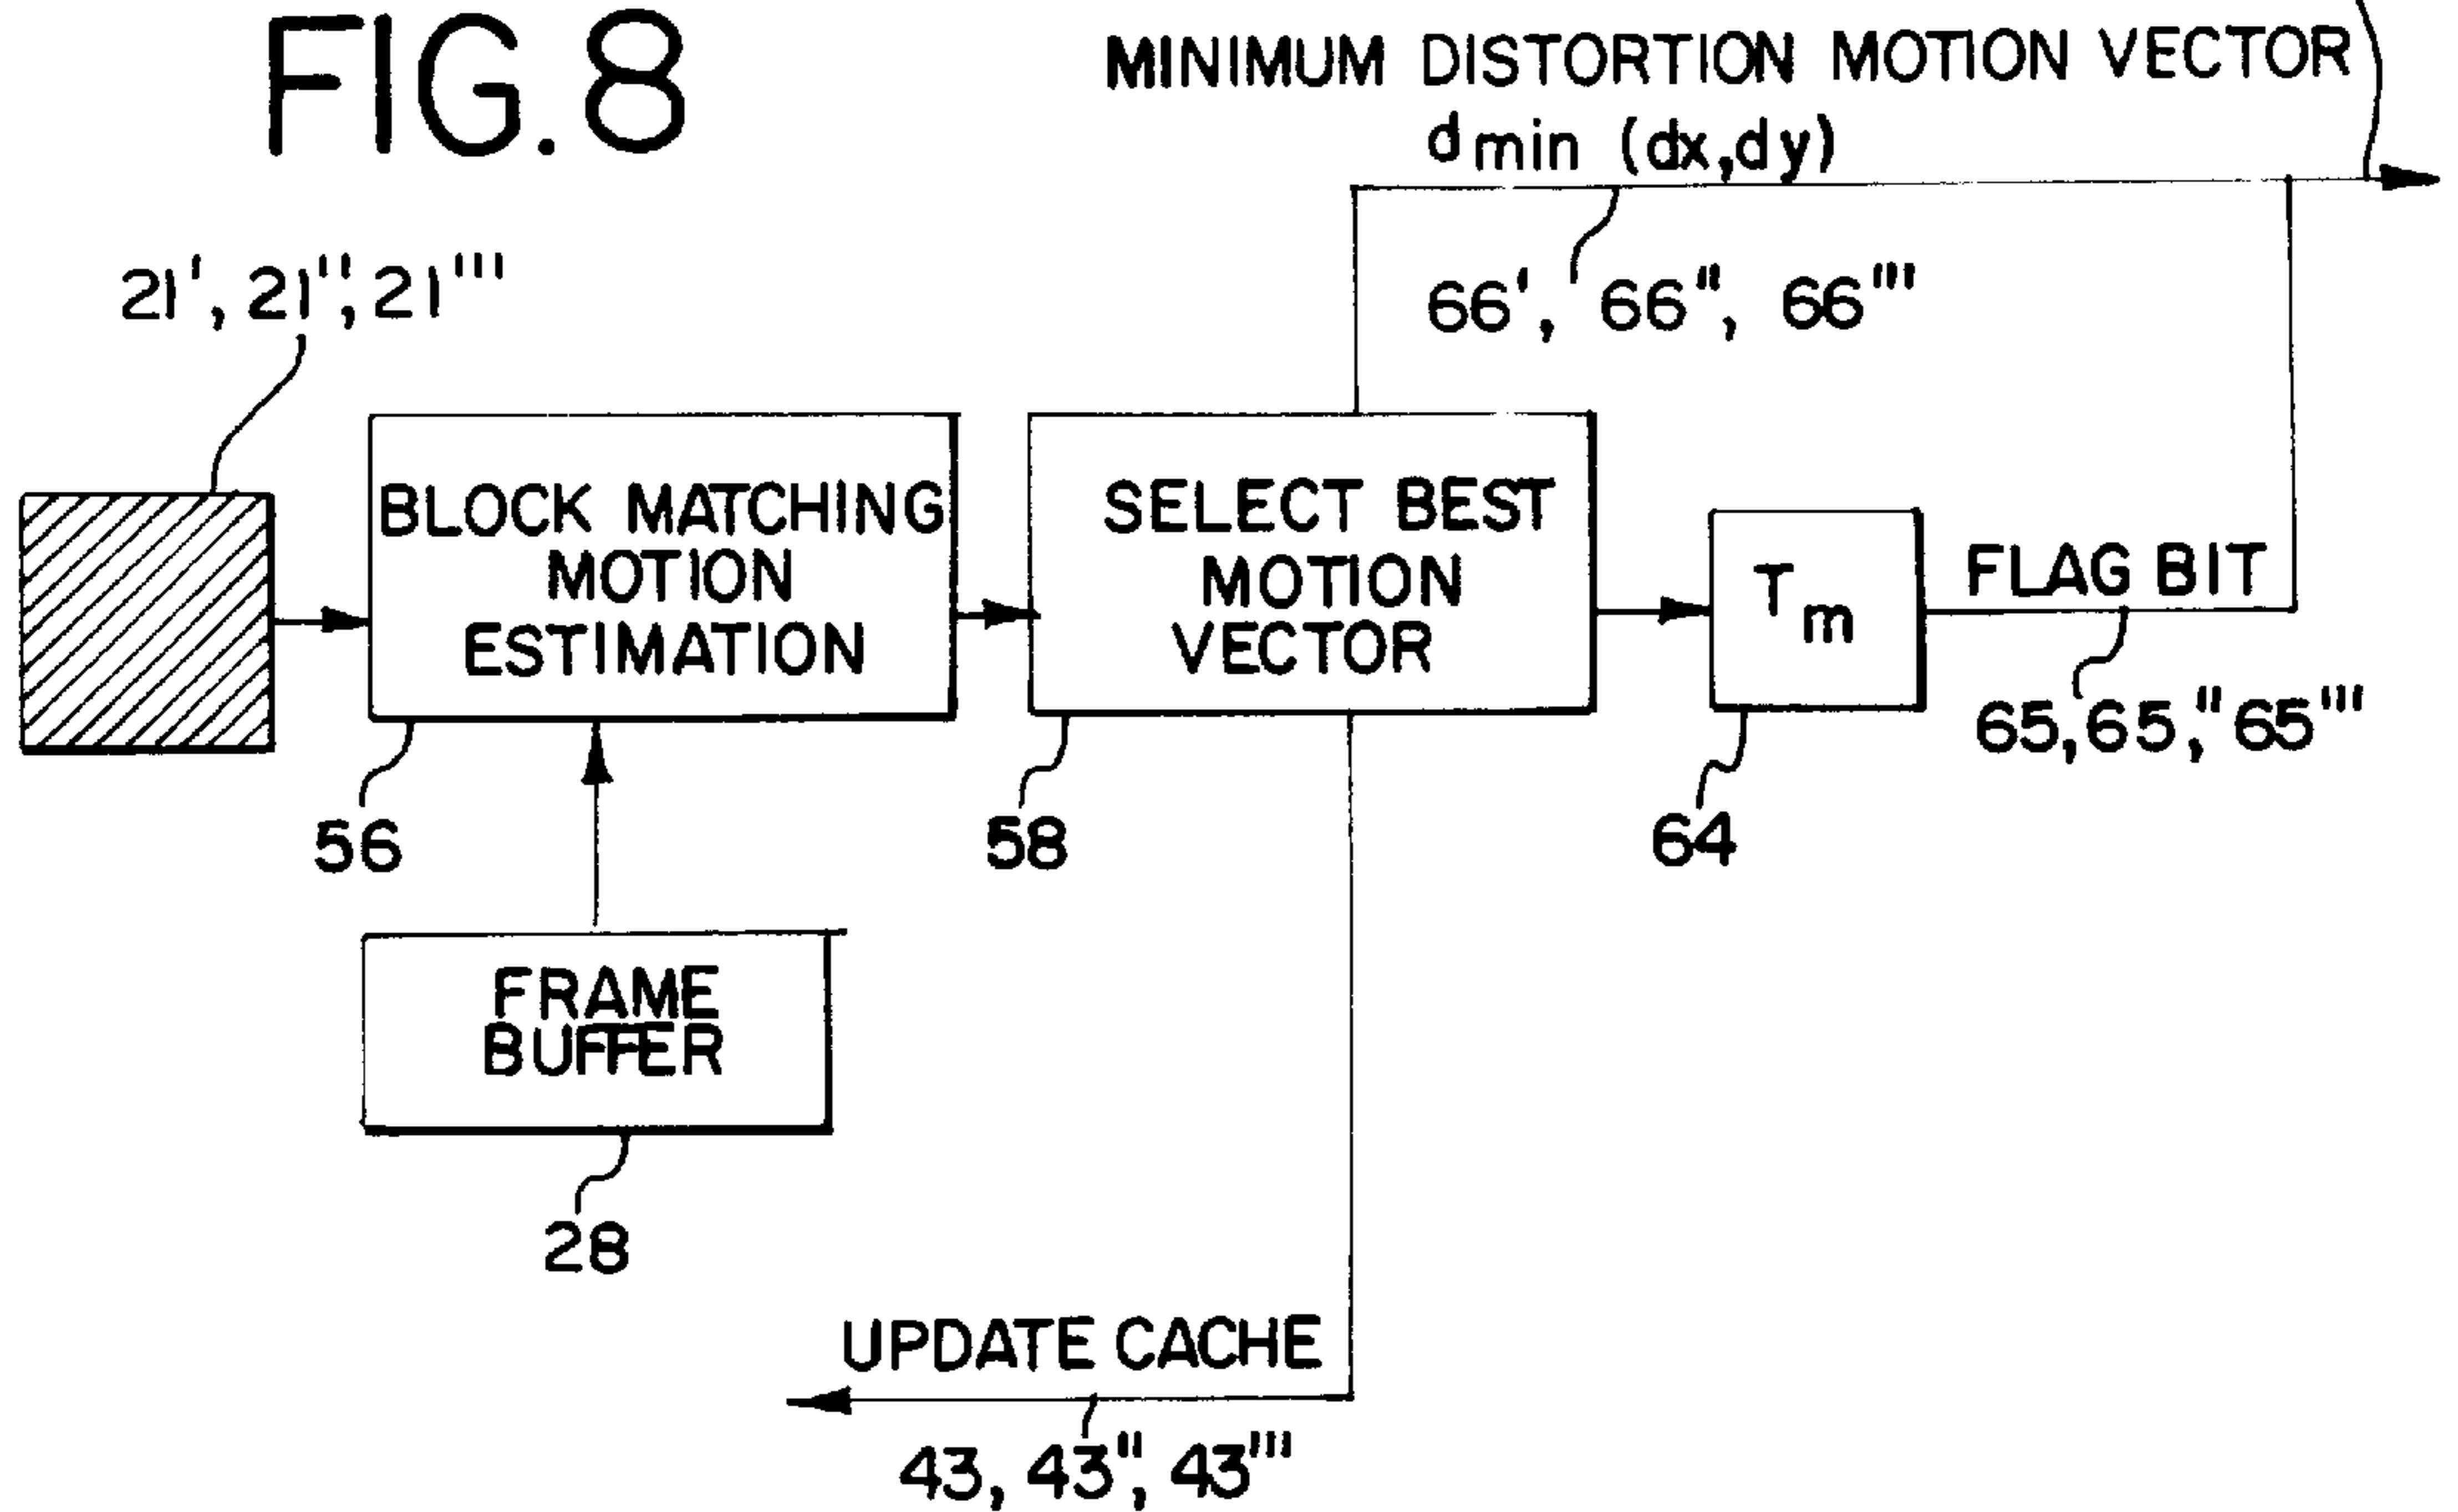 FIG.8
MINIMUM DISTORTION MOTION VECTOR
dmin (dx,dy)
21', 21'', 21'''
66', 66'', 66'''
BLOCK MATCHING
MOTION
ESTIMATION
SELECT BEST
MOTION
VECTOR
Tm
FLAG BIT
65,65,''65'''
56
58
64
FRAME
BUFFER
28
UPDATE CACHE
43, 43'', 43'''